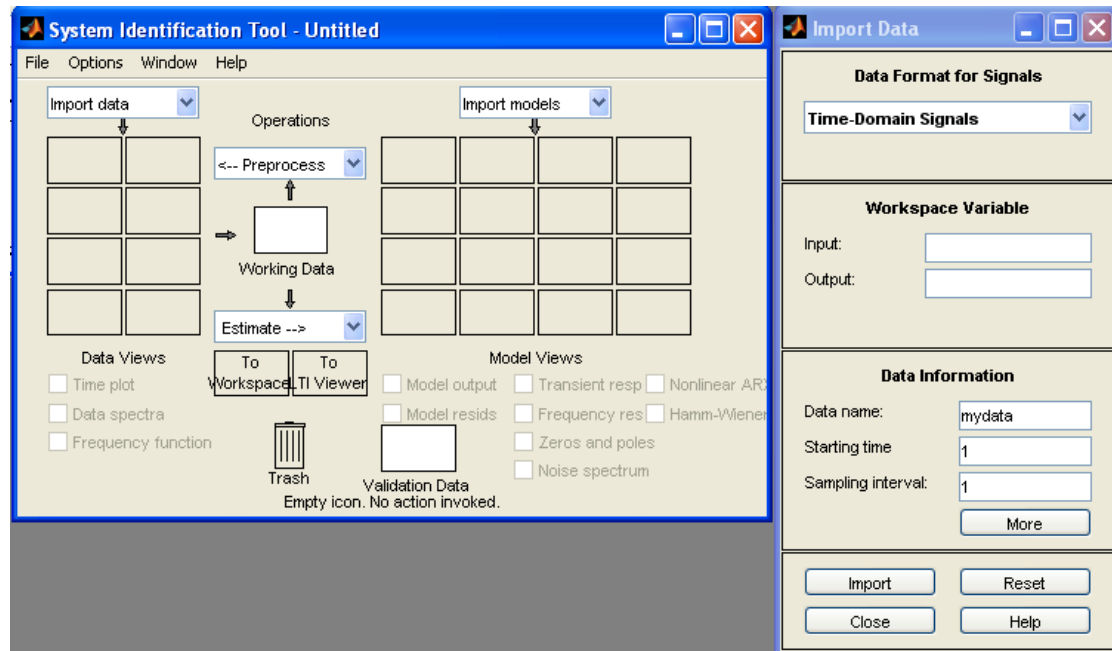 System Identification Tool - Untitled
File Options Window Help
Import data
Import models
Operations
<-- Preprocess
Working Data
Estimate -->
Data Views
To Workspace
To LTI Viewer
Model Views
Time plot
Data spectra
Frequency function
Model output
Model resids
Transient resp
Frequency res
Zeros and poles
Noise spectrum
Nonlinear AR
Hamm-Wiener
Trash
Validation Data
Empty icon. No action invoked.
Import Data
Data Format for Signals
Time-Domain Signals
Workspace Variable
Input:
Output:
Data Information
Data name: mydata
Starting time 1
Sampling interval: 1
More
Import Reset
Close Help